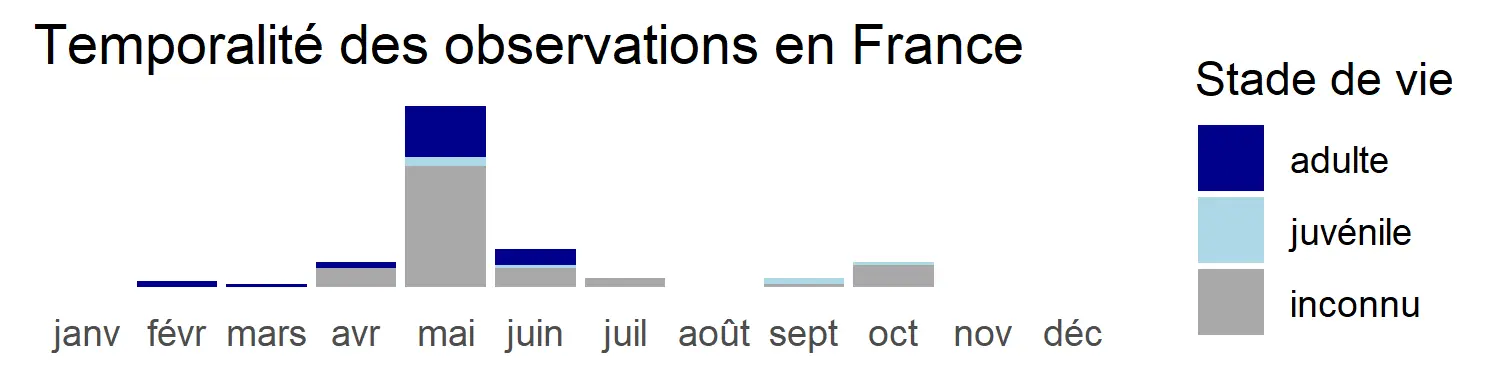 Temporalité des observations en France
Stade de vie
adulte
juvénile
inconnu
janv févr mars avr mai juin juil août sept oct nov déc